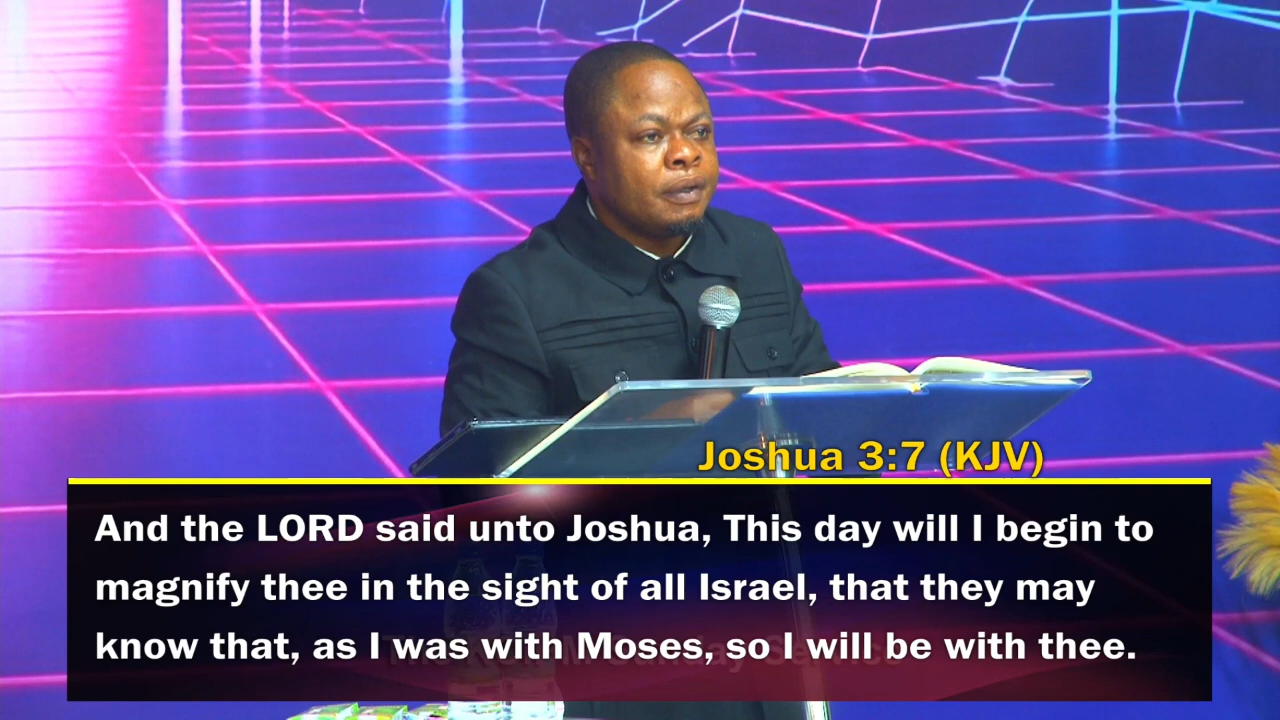 Joshua 3:7 (KJV)
And the LORD said unto Joshua, This day will I begin to
magnify thee in the sight of all Israel, that they may
know that, as I was with Moses, so I will be with thee.